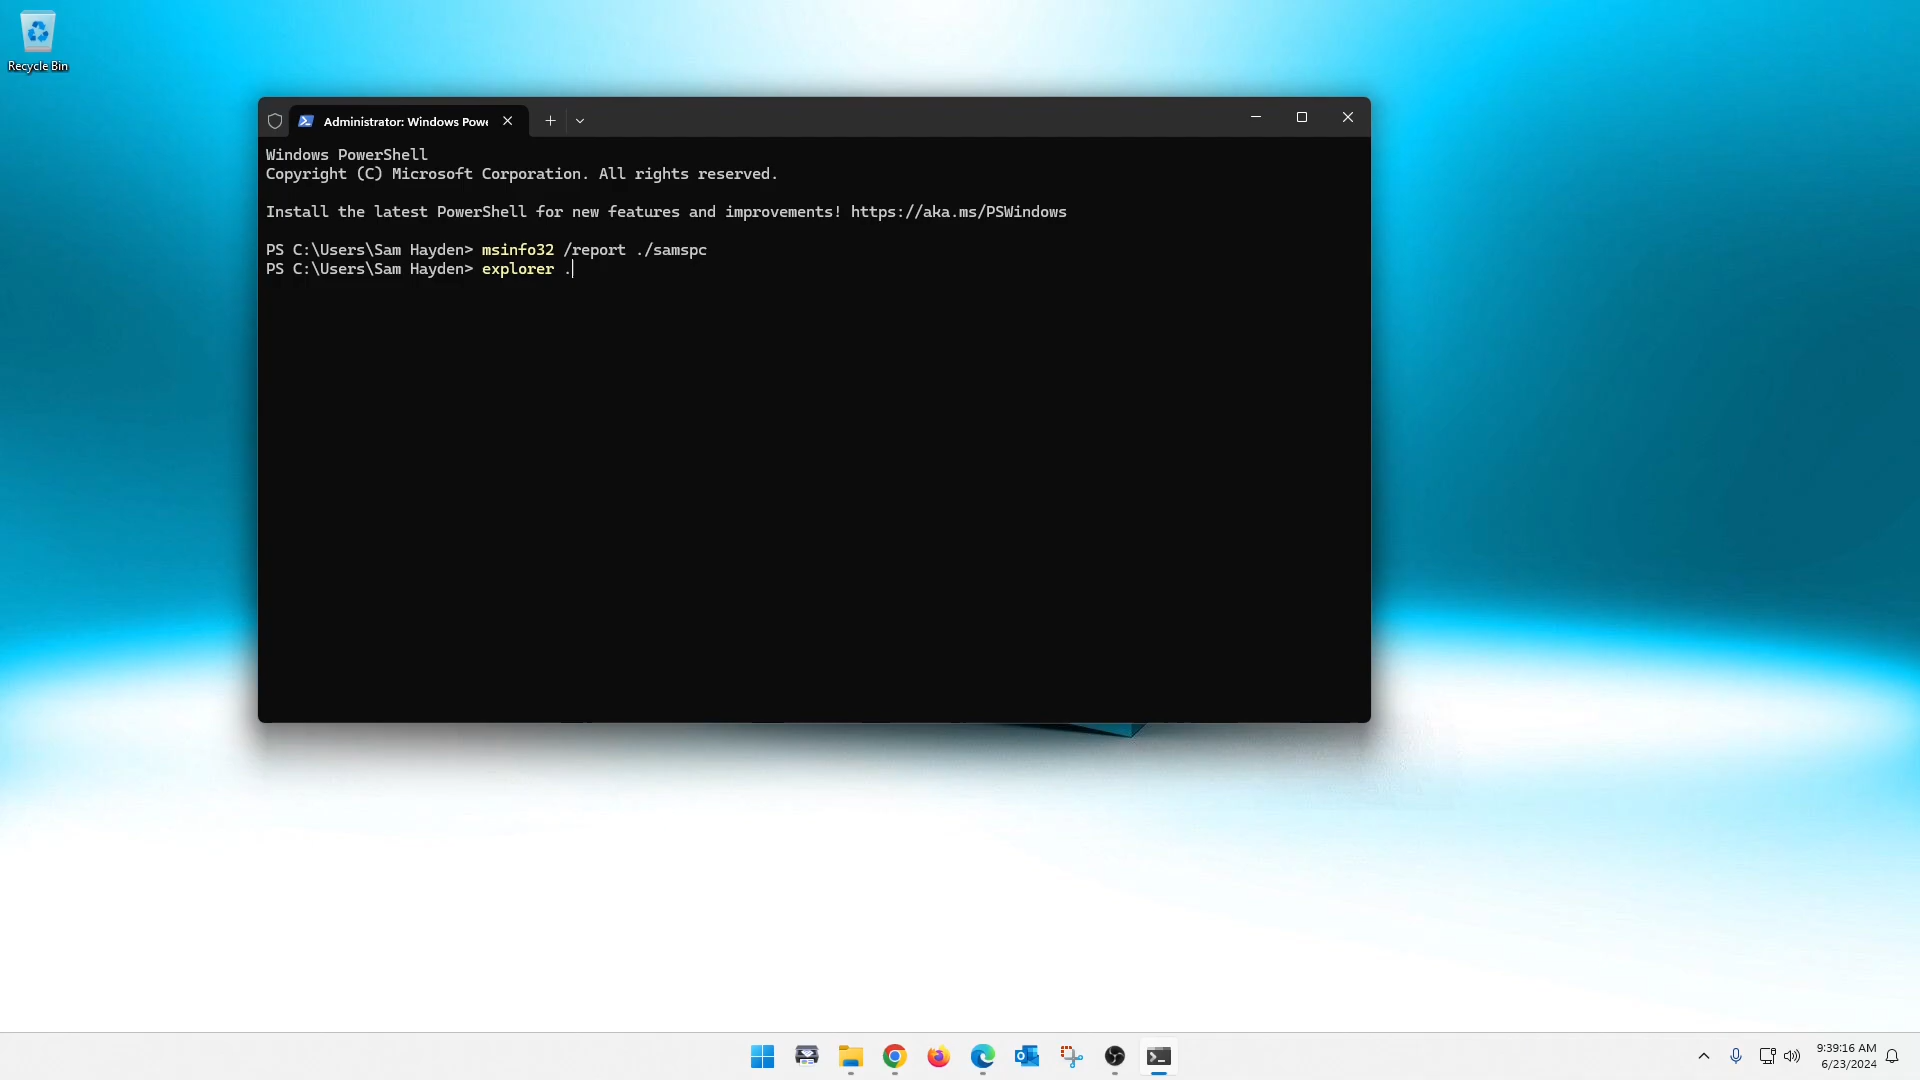 Recycle Bin
Administrator: Windows Powe
Windows PowerShell
Copyright (C) Microsoft Corporation. All rights reserved.
Install the latest PowerShell for new features and improvements! https://aka.ms/PSWindows
PS C:\Users\Sam Hayden> msinfo32 /report ./samspc
PS C:\Users\Sam Hayden> explorer .
9:39:16 AM
6/23/2024